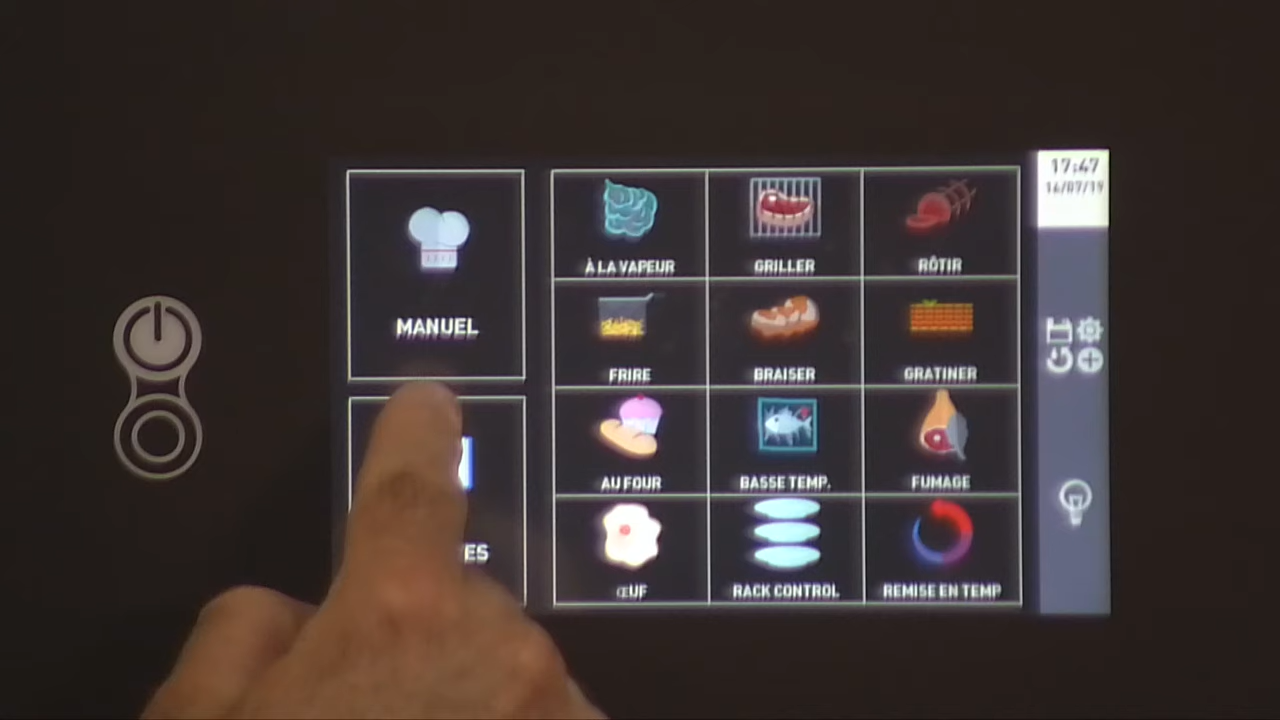 MANUEL
À LA VAPEUR
GRILLER
RÔTIR
FRIRE
BRAISER
GRATINER
AU FOUR
BASSE TEMP.
FUMAGE
ŒUF
RACK CONTROL
REMISE EN TEMP
17:47
16/07/19